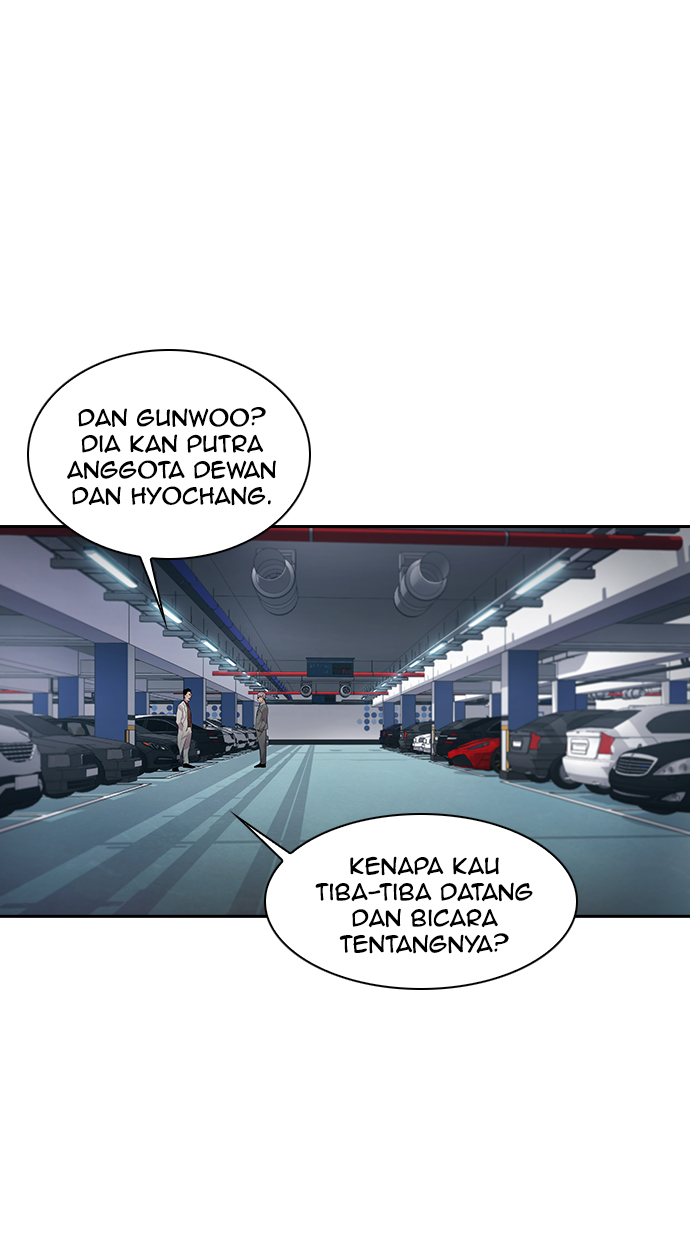 DAN GUNWOO?
DIA KAN PUTRA
ANGGOTA DEWAN
DAN HYOCHANG.
KENAPA KAU
TIBA-TIBA DATANG
DAN BICARA
TENTANGNYA?